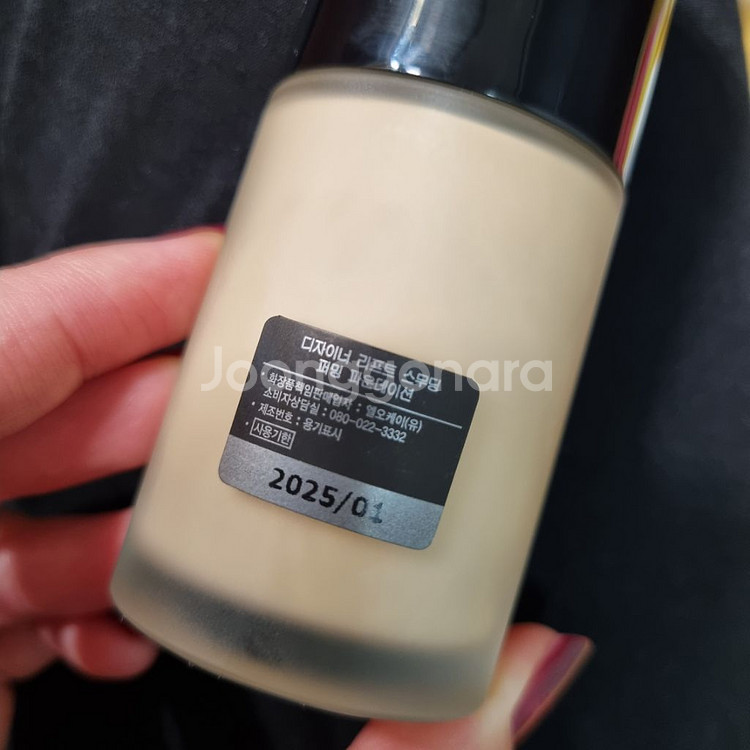 디자이너 리프트 스무딩
퍼밍 파운데이션
Joonggonara
• 화장품책임판매업자 : 엘오케이(유)
소비자상담실 : 080-022-3332
• 제조번호 : 용기표시
• 사용기한
2025/01